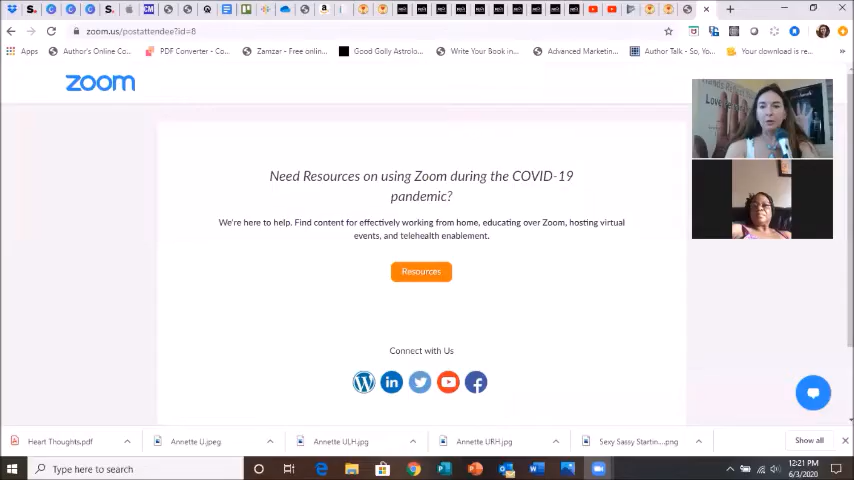 zoom.us/postattendee?id=8
Apps
Author's Online Co...
PDF Converter - Co...
Zamzar - Free onlin...
Good Golly Astrolo...
Write Your Book in...
Advanced Marketin...
Author Talk - So, Yo...
Your download is re...
zoom
Need Resources on using Zoom during the COVID-19
pandemic?
We're here to help. Find content for effectively working from home, educating over Zoom, hosting virtual
events, and telehealth enablement.
Resources
Connect with Us
Heart Thoughts.pdf
Annette U.jpeg
Annette ULH.jpg
Annette URH.jpg
Sexy Sassy Startin....png
Show all
Type here to search
12:21 PM
6/3/2020